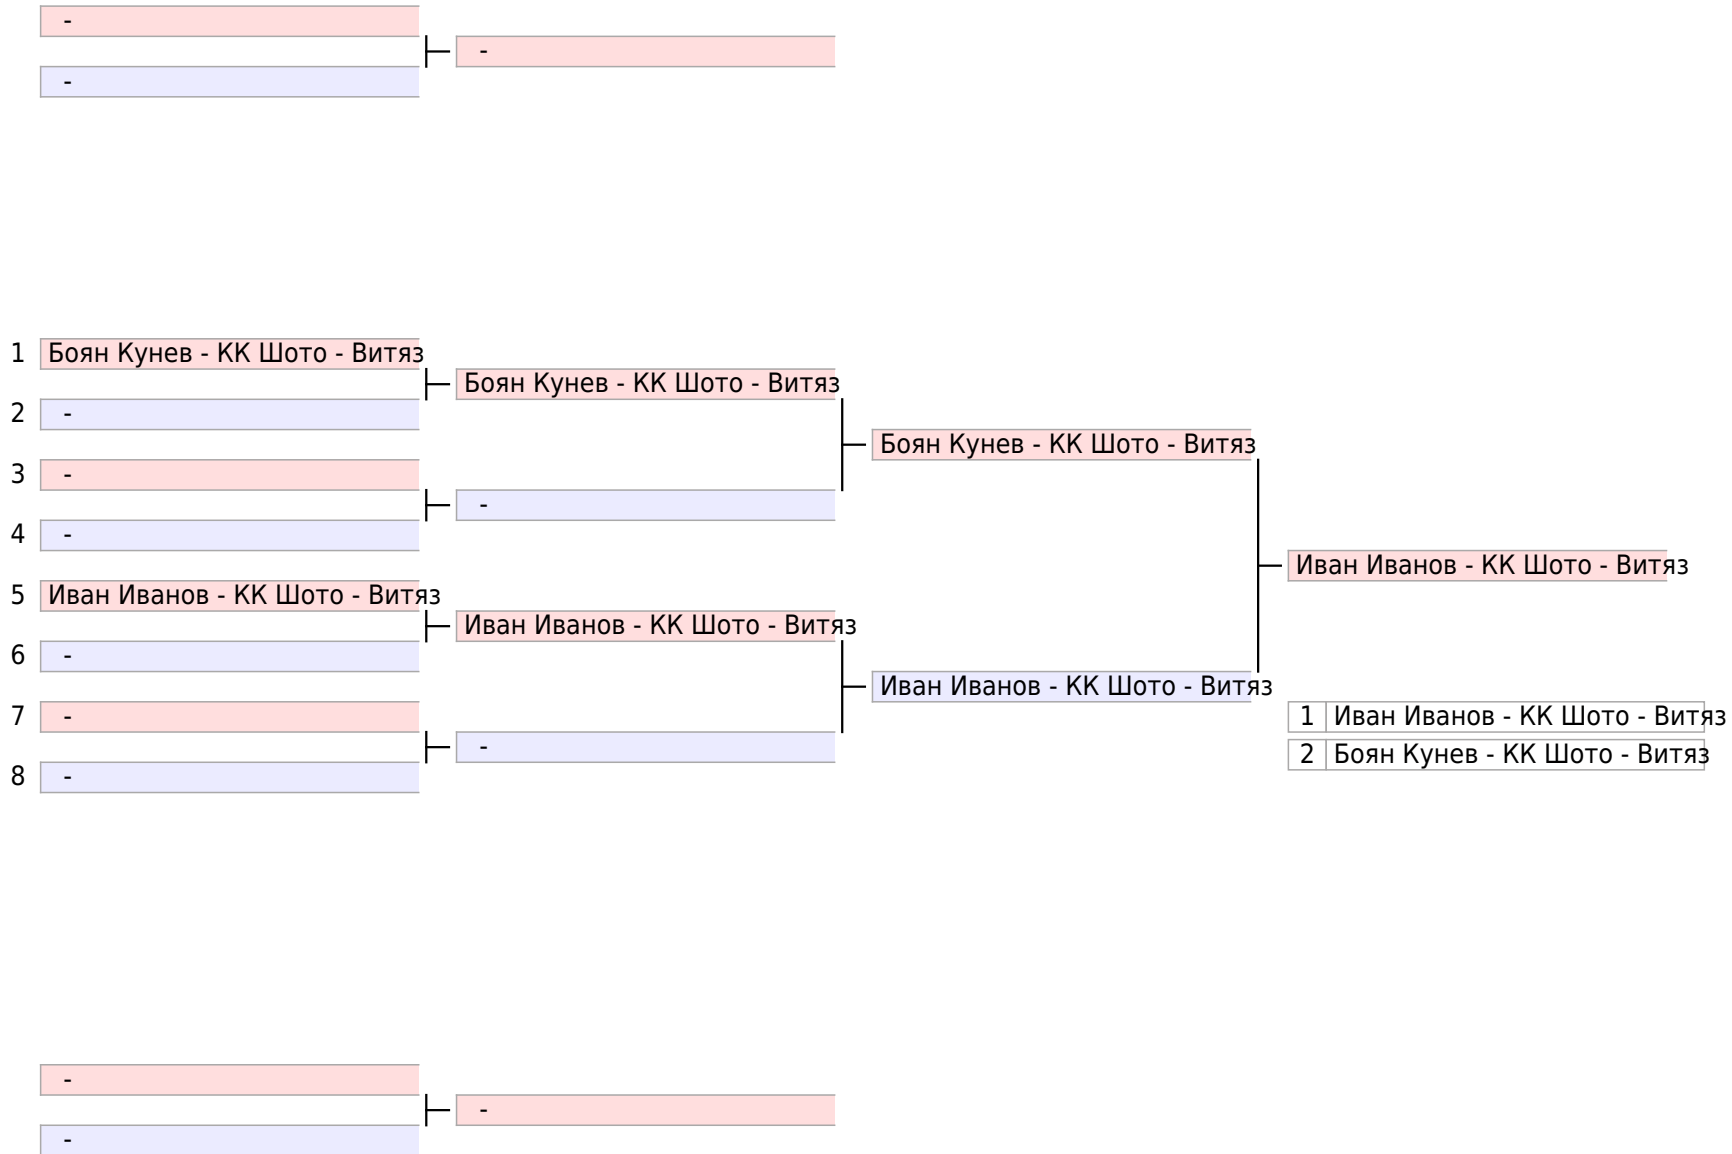 -
-
-
1 Боян Кунев - КК Шото - Витяз
Боян Кунев - КК Шото - Витяз
2 -
Боян Кунев - КК Шото - Витяз
3 -
-
4 -
Иван Иванов - КК Шото - Витяз
5 Иван Иванов - КК Шото - Витяз
Иван Иванов - КК Шото - Витяз
6 -
Иван Иванов - КК Шото - Витяз
7 -
1 Иван Иванов - КК Шото - Витяз
-
2 Боян Кунев - КК Шото - Витяз
8 -
-
-
-